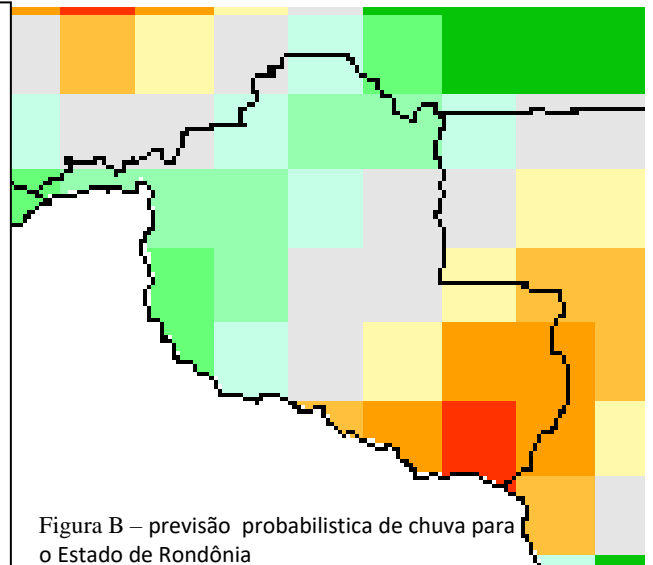 Figura B – previsão probabilistica de chuva para
o Estado de Rondônia